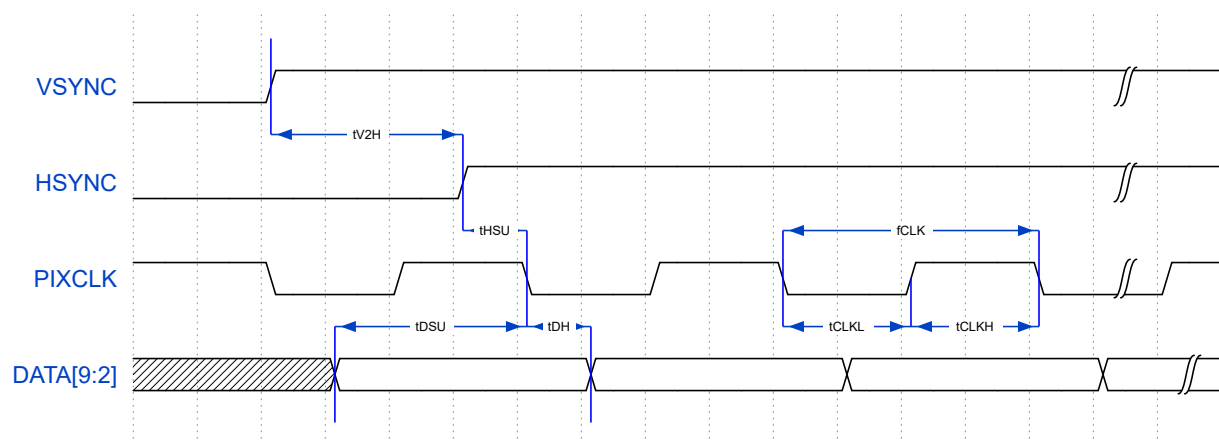 VSYNC
tV2H
HSYNC
tHSU
fCLK
PIXCLK
tDSU
tDH
tCLKL
tCLKH
DATA[9:2]